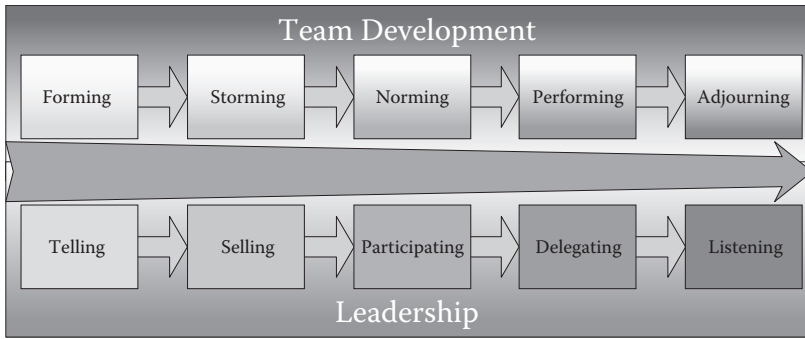 Team Development
Forming
Storming
Norming
Performing
Adjourning
Telling
Selling
Participating
Delegating
Listening
Leadership